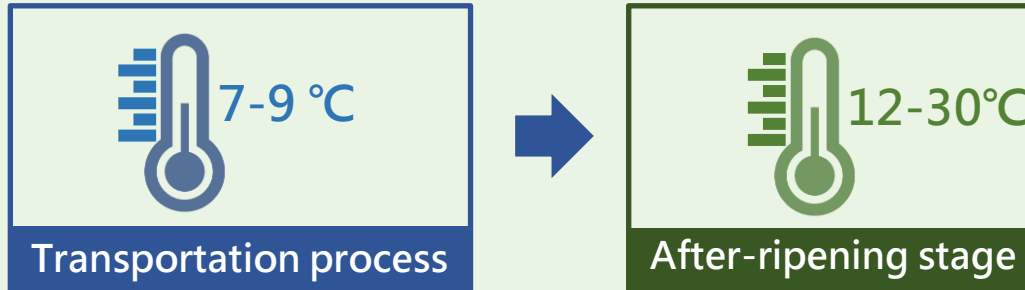 7-9 ℃
12-30℃
Transportation process
After-ripening stage